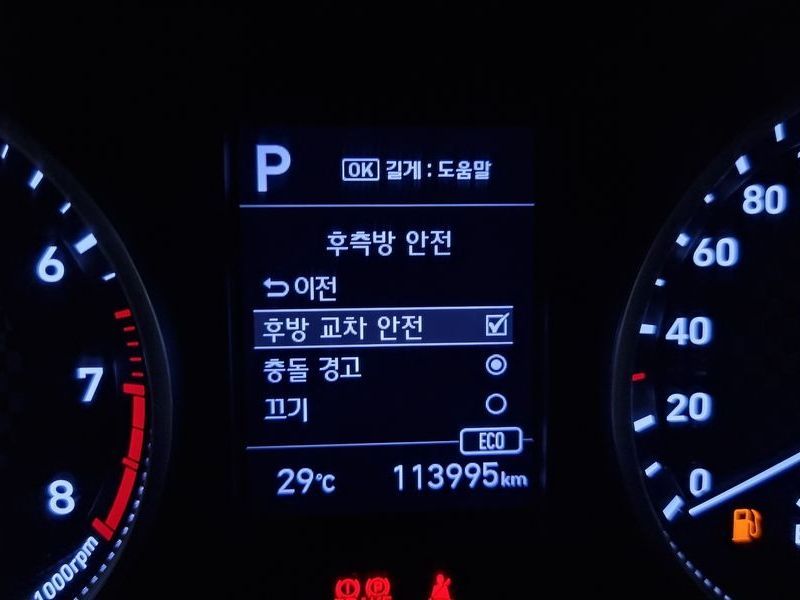 P
OK 길게 : 도움말
후측방 안전
이전
후방 교차 안전
충돌 경고
끄기
ECO
29℃ 113995km
6
7
8
1000rpm
80
60
40
20
0